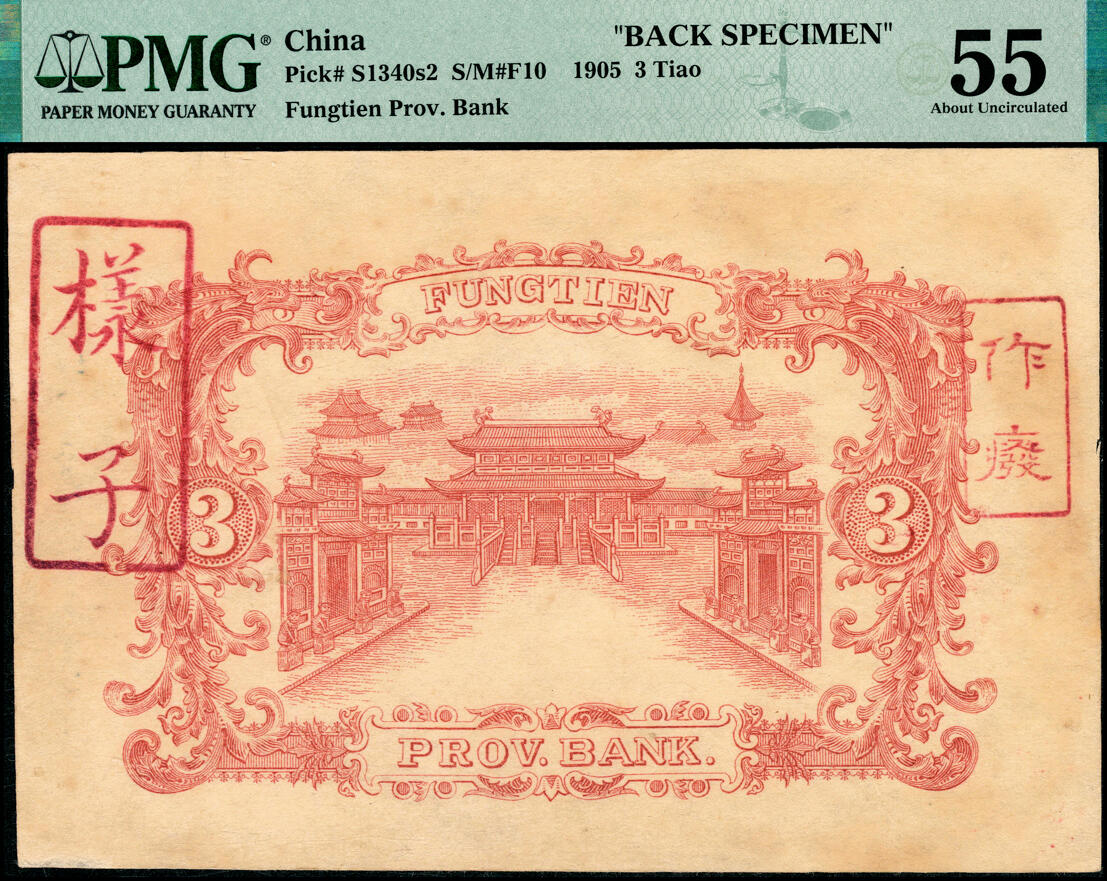 PMG®
PAPER MONEY GUARANTY
China
"BACK SPECIMEN"
Pick# S1340s2 S/M#F10 1905 3 Tiao
Fungtien Prov. Bank
55
About Uncirculated
樣子
FUNGTIEN
作廢
3
3
PROV. BANK.